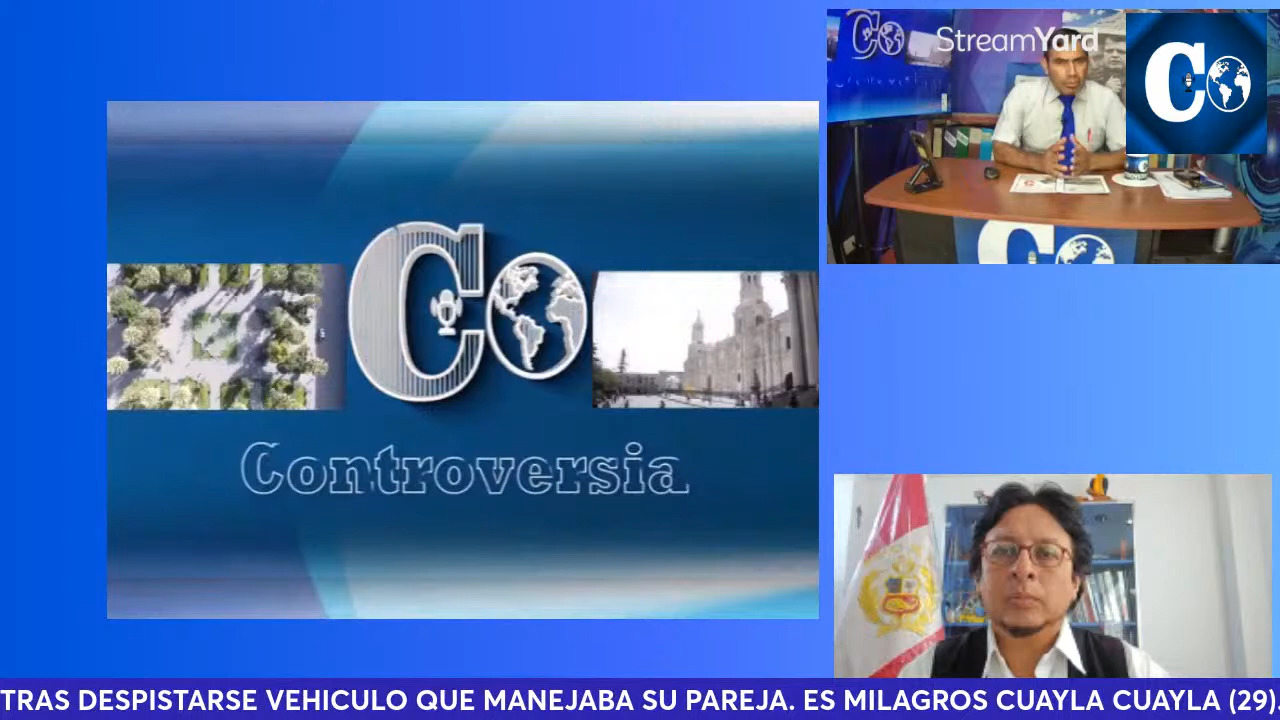 StreamYard
Co
Co
Co
Controversia
Co
TRAS DESPISTARSE VEHICULO QUE MANEJABA SU PAREJA. ES MILAGROS CUAYLA CUAYLA (29).